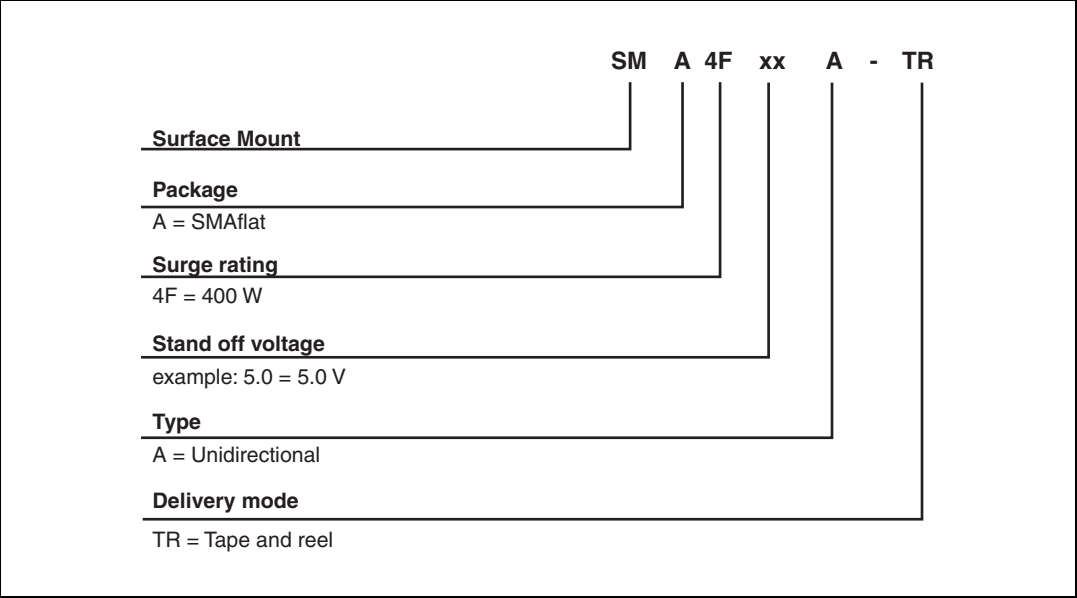 SM A 4F xx A - TR
Surface Mount
Package
A = SMAflat
Surge rating
4F = 400 W
Stand off voltage
example: 5.0 = 5.0 V
Type
A = Unidirectional
Delivery mode
TR = Tape and reel